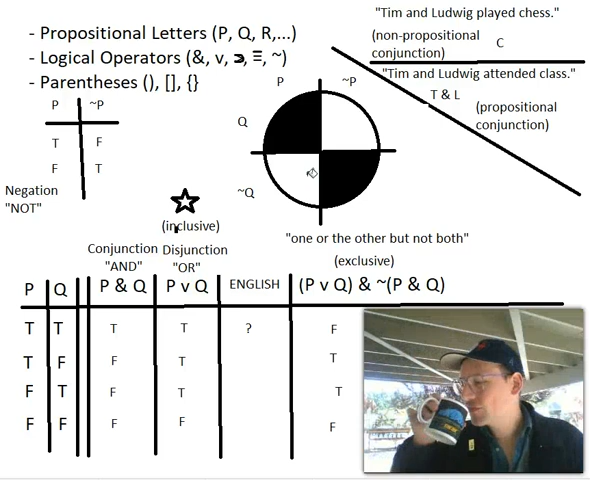 - Propositional Letters (P, Q, R,...)
- Logical Operators (&, v, ⊃, ≡, ~)
- Parentheses (), [], {}
"Tim and Ludwig played chess."
(non-propositional
conjunction)
C
"Tim and Ludwig attended class."
T & L
(propositional
conjunction)
P ~P
T F
F T
Negation
"NOT"
P ~P
Q
~Q
(inclusive)
"one or the other but not both"
(exclusive)
Conjunction Disjunction
"AND" "OR"
P Q P & Q P v Q ENGLISH (P v Q) & ~(P & Q)
T T T T ? F
T F F T T
F T F T T
F F F F F